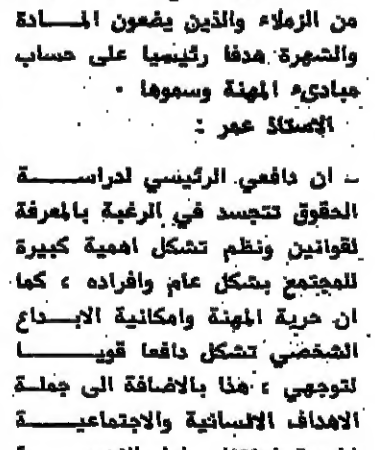 من الزملاء والذين يضعون المادة
والشهرة هدفا رئيسيا على حساب
مبادىء المهنة وسموها .
الاستاذ عمر :
ـ ان دافعي الرئيسي لدراسة
الحقوق تتجسد في الرغبة بالمعرفة
لقوانين ونظم تشكل اهمية كبيرة
للمجتمع بشكل عام وافراده ، كما
ان حرية المهنة وامكانية الابداع
الشخصي تشكل دافعا قويا
لتوجهي ، هذا بالاضافة الى جملة
الاهداف الانسانية والاجتماعية